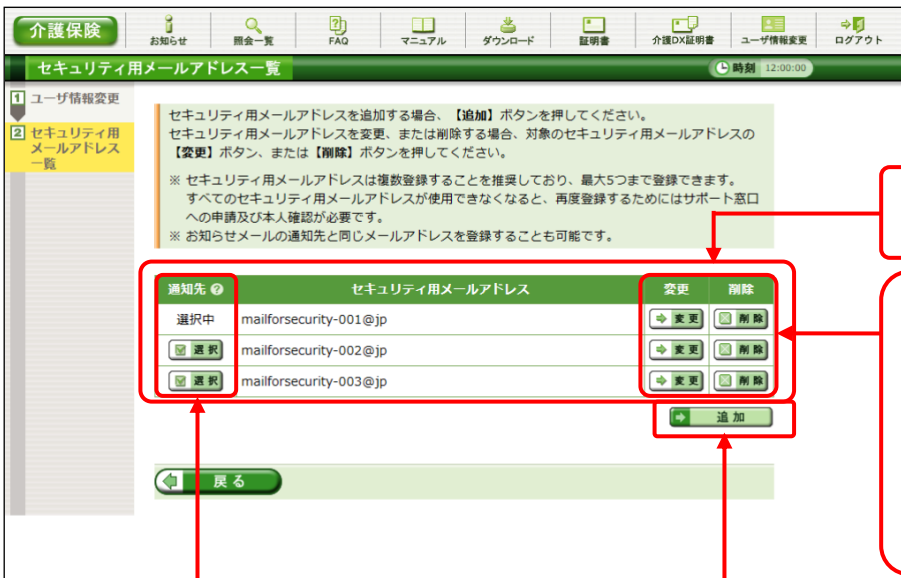 介護保険
お知らせ
照会一覧
FAQ
マニュアル
ダウンロード
証明書
介護DX証明書
ユーザ情報変更
ログアウト
セキュリティ用メールアドレス一覧
時刻 12:00:00
1 ユーザ情報変更
2 セキュリティ用
メールアドレス
一覧
セキュリティ用メールアドレスを追加する場合、【追加】ボタンを押してください。
セキュリティ用メールアドレスを変更、または削除する場合、対象のセキュリティ用メールアドレスの
【変更】ボタン、または【削除】ボタンを押してください。
※ セキュリティ用メールアドレスは複数登録することを推奨しており、最大5つまで登録できます。
すべてのセキュリティ用メールアドレスが使用できなくなると、再度登録するためにはサポート窓口
への申請及び本人確認が必要です。
※ お知らせメールの通知先と同じメールアドレスを登録することも可能です。
通知先 ? セキュリティ用メールアドレス 変更 削除
選択中 mailforsecurity-001@jp 変更 削除
選択 mailforsecurity-002@jp 変更 削除
選択 mailforsecurity-003@jp 変更 削除
追加
戻る